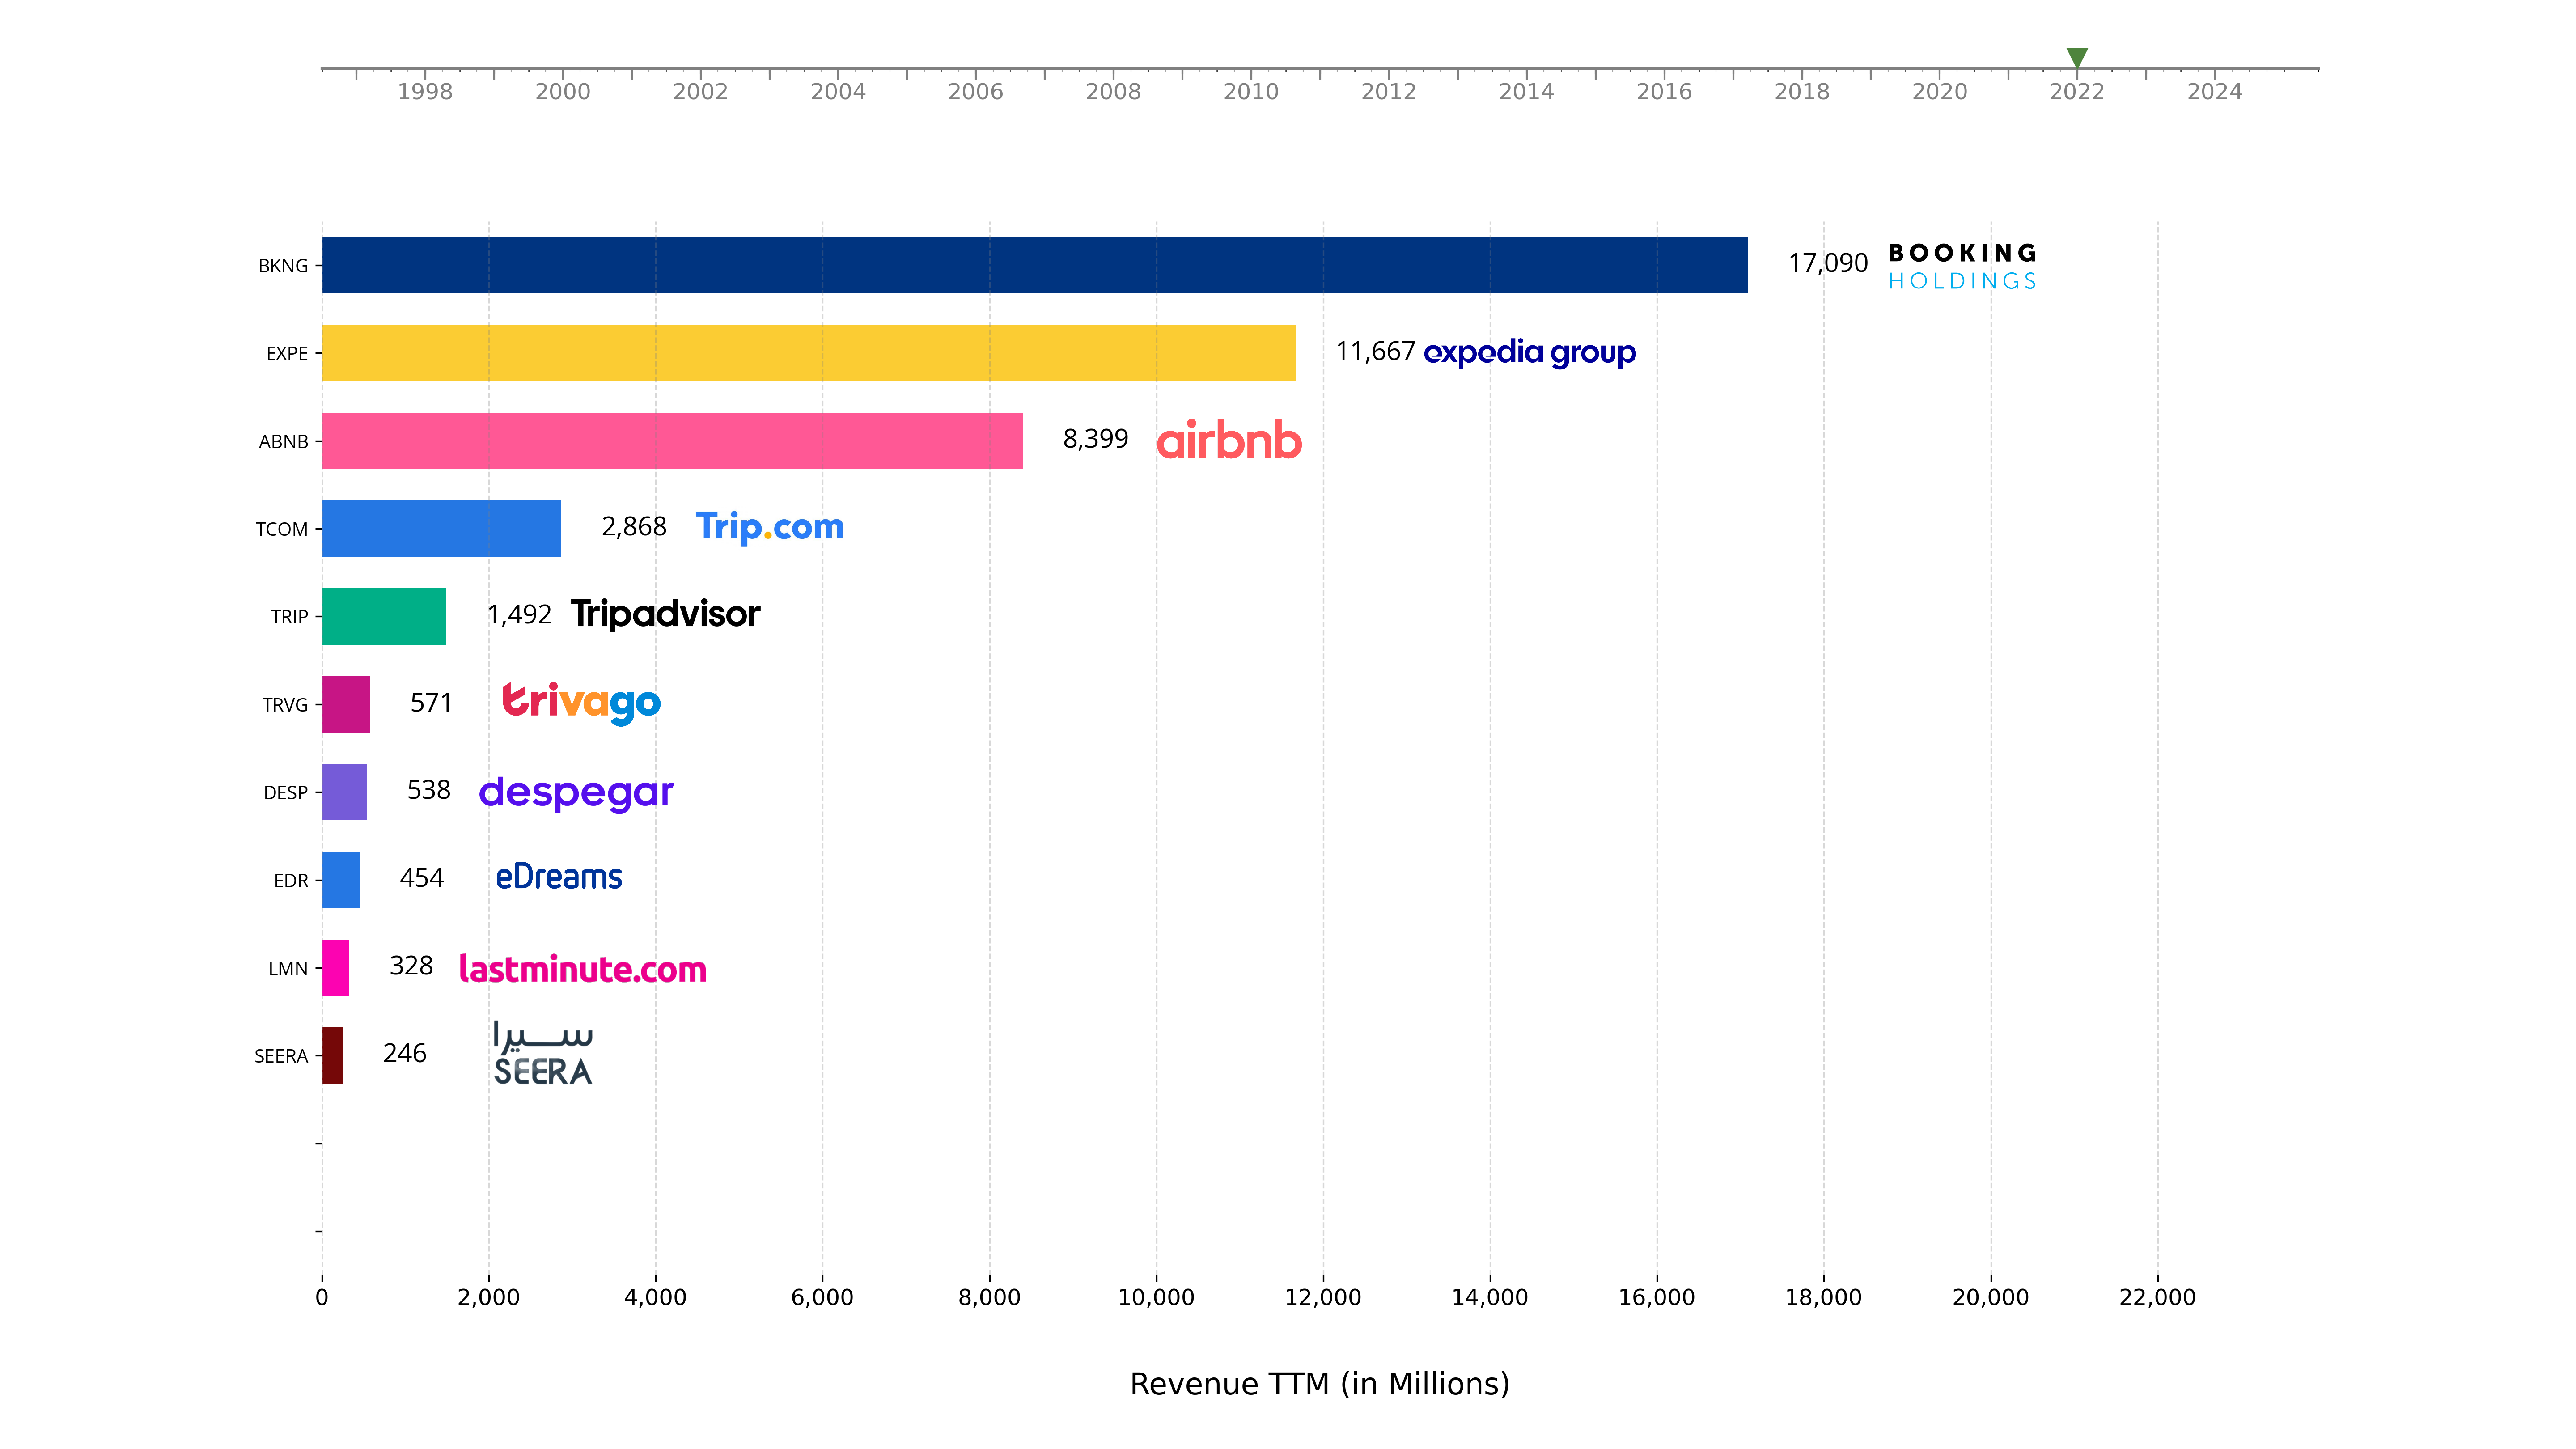 1998 2000 2002 2004 2006 2008 2010 2012 2014 2016 2018 2020 2022 2024
BKNG 17,090 BOOKING
HOLDINGS
EXPE 11,667 expedia group
ABNB 8,399 airbnb
TCOM 2,868 Trip.com
TRIP 1,492 Tripadvisor
TRVG 571 trivago
DESP 538 despegar
EDR 454 eDreams
LMN 328 lastminute.com
سيرا
SEERA 246 SEERA
0 2,000 4,000 6,000 8,000 10,000 12,000 14,000 16,000 18,000 20,000 22,000
Revenue TTM (in Millions)